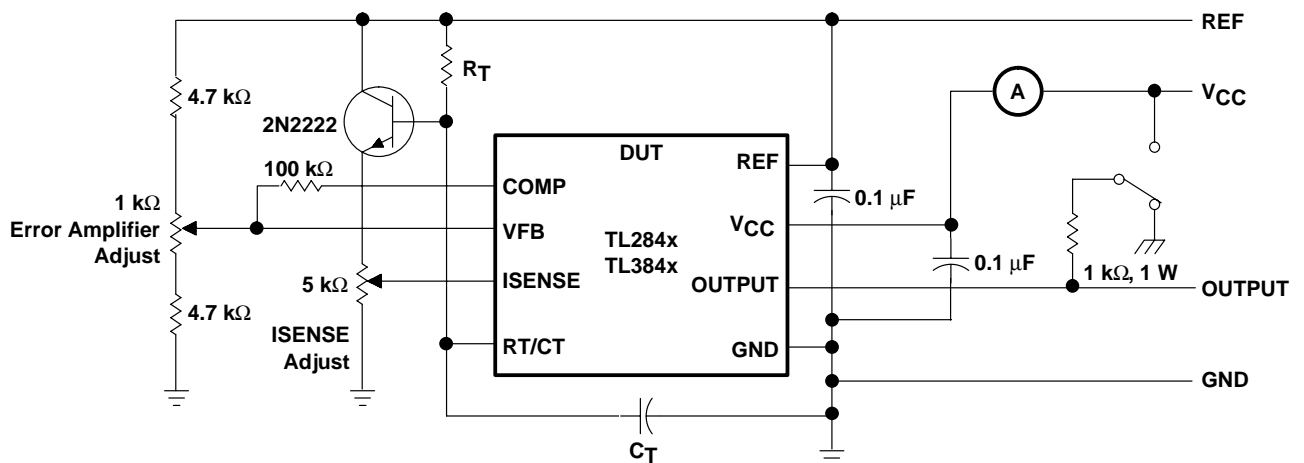 REF
R_T
A
V_CC
4.7 kΩ
2N2222
DUT
REF
100 kΩ
COMP
0.1 μF
1 kΩ
Error Amplifier
Adjust
VFB
V_CC
TL284x
TL384x
0.1 μF
ISENSE
5 kΩ
OUTPUT
1 kΩ, 1 W
OUTPUT
4.7 kΩ
ISENSE
Adjust
RT/CT
GND
GND
C_T